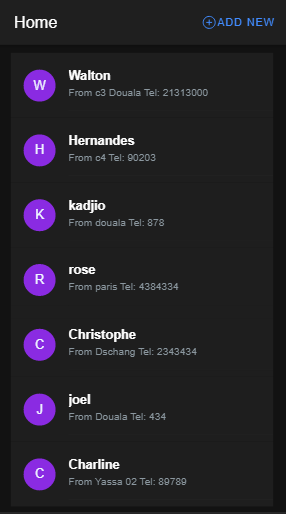 Home
ADD NEW
W
Walton
From c3 Douala Tel: 21313000
H
Hernandes
From c4 Tel: 90203
K
kadjio
From douala Tel: 878
R
rose
From paris Tel: 4384334
C
Christophe
From Dschang Tel: 2343434
J
joel
From Douala Tel: 434
C
Charline
From Yassa 02 Tel: 89789